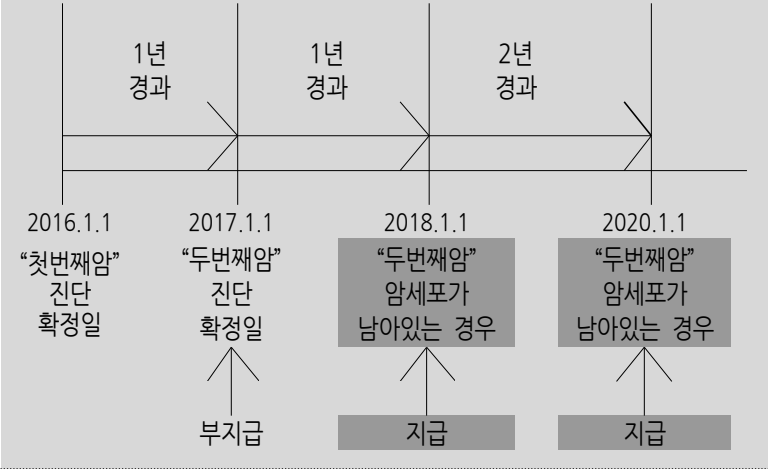 1년
경과
1년
경과
2년
경과
2016.1.1
“첫번째암”
진단
확정일
2017.1.1
“두번째암”
진단
확정일
2018.1.1
“두번째암”
암세포가
남아있는 경우
2020.1.1
“두번째암”
암세포가
남아있는 경우
부지급
지급
지급